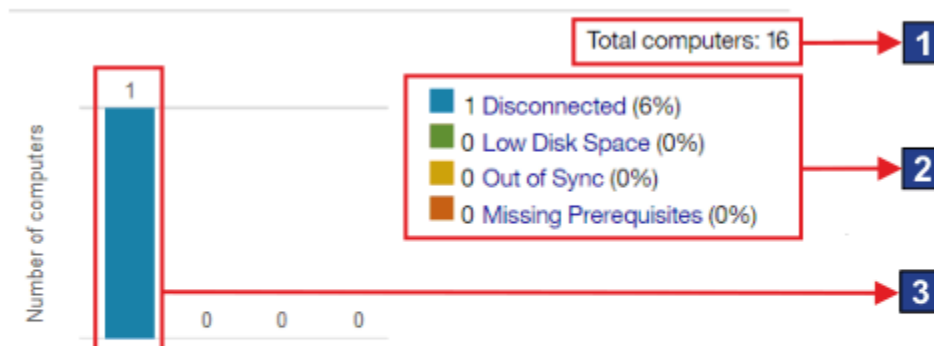 Total computers: 16
1
1
1 Disconnected (6%)
0 Low Disk Space (0%)
0 Out of Sync (0%)
0 Missing Prerequisites (0%)
2
Number of computers
3
0 0 0